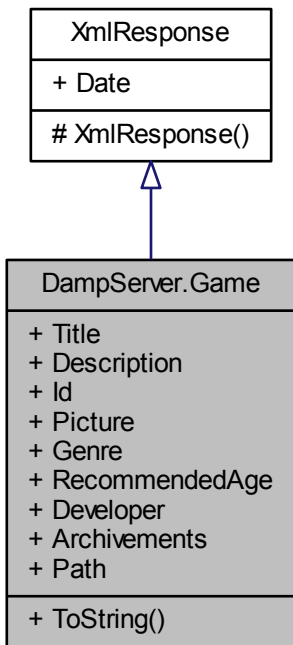 XmlResponse
+ Date
# XmlResponse()
DampServer.Game
+ Title
+ Description
+ Id
+ Picture
+ Genre
+ RecommendedAge
+ Developer
+ Archivements
+ Path
+ ToString()